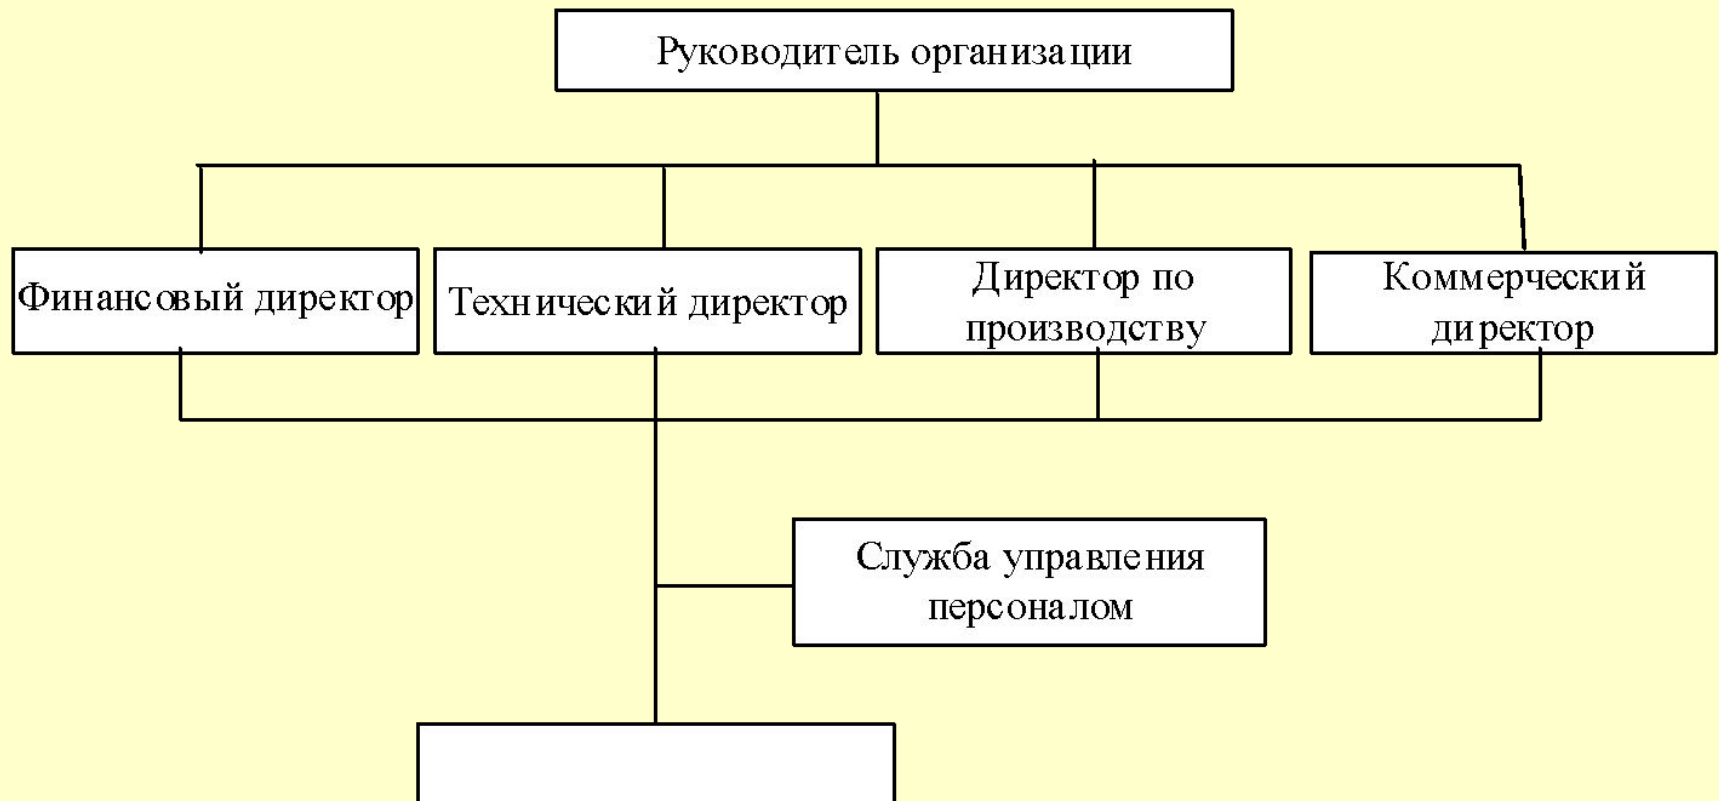 Руководитель организации
Финансовый директор
Технический директор
Директор по
производству
Коммерческий
директор
Служба управления
персоналом